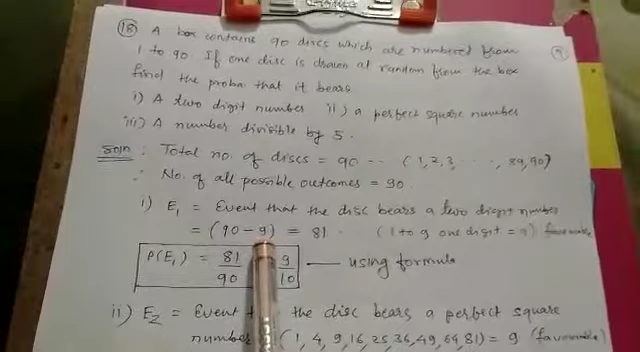 18 A box contains 90 discs which are numbered from
1 to 90. If one disc is drawn at random from the box
find the proba. that it bears
i) A two digit number ii) a perfect square number
iii) A number divisible by 5.
Soln : Total no. of discs = 90 -- (1, 2, 3, ..., 89, 90)
∴ No. of all possible outcomes = 90.
i) E₁ = Event that the disc bears a two digit number
= (90 - 9) = 81. (1 to 9 one digit = 9) favourable
P(E₁) = 81/90 9/10 — using formula
ii) E₂ = Event the disc bears a perfect square
number (1, 4, 9, 16, 25, 36, 49, 64, 81) = 9 (favourable)